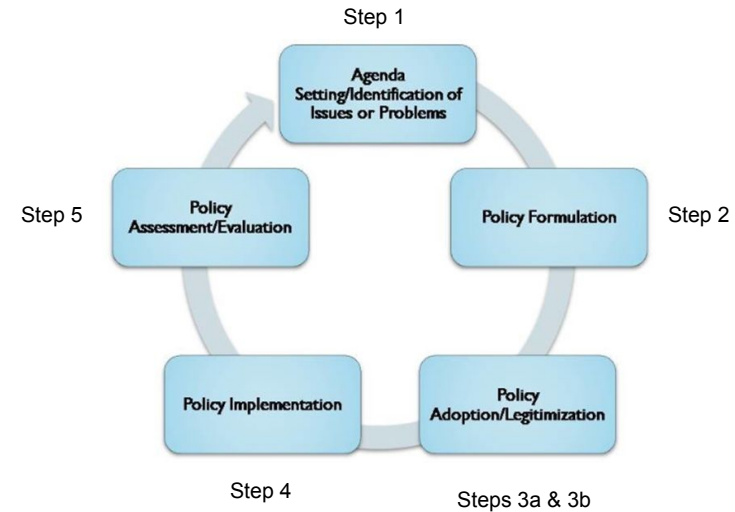 Step 1
Agenda
Setting/Identification of
Issues or Problems
Policy Formulation
Step 2
Policy
Adoption/Legitimization
Steps 3a & 3b
Policy Implementation
Step 4
Policy
Assessment/Evaluation
Step 5